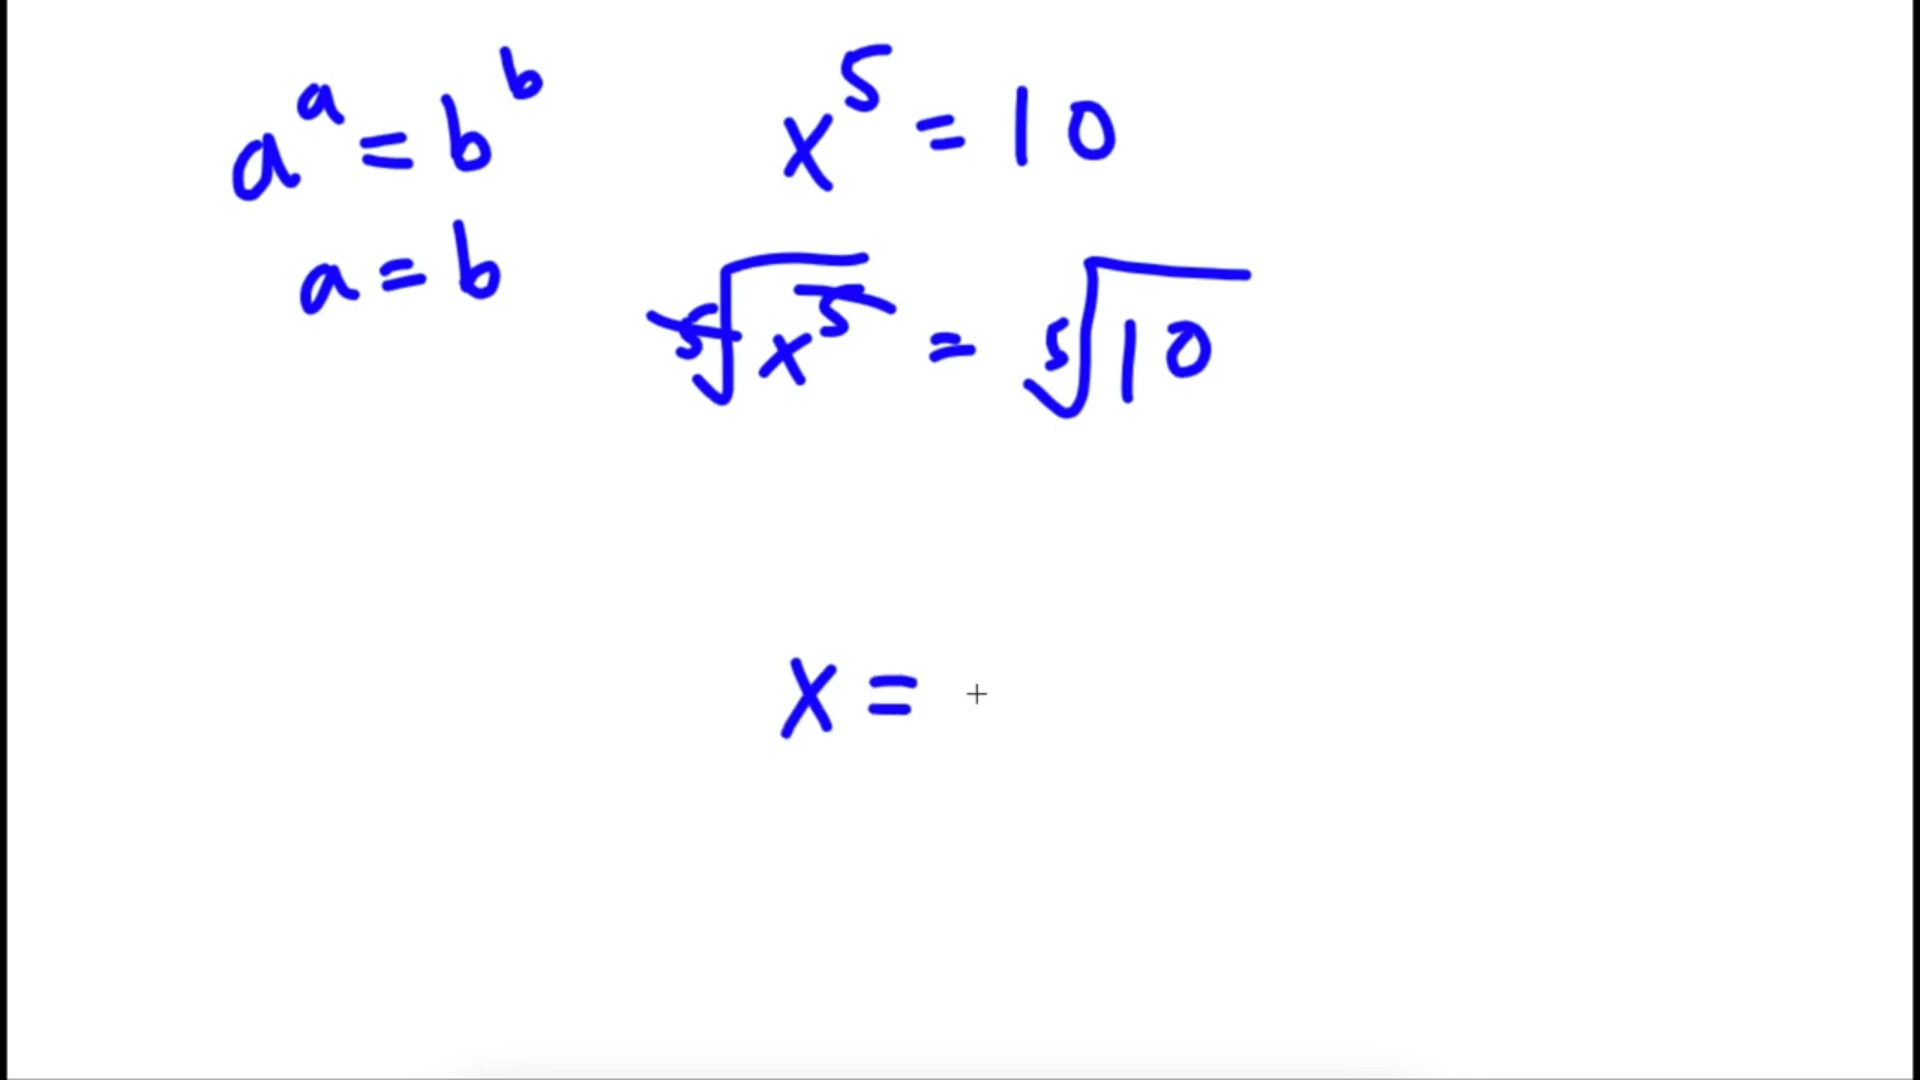 a^a = b^b
a = b
x^5 = 10
⁵√x^5 = ⁵√10
x =